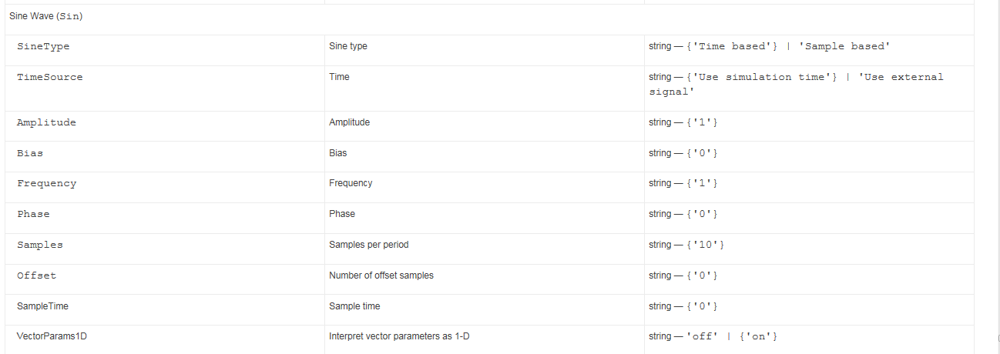 Sine Wave (Sin)
SineType Sine type string — {'Time based'} | 'Sample based'
TimeSource Time string — {'Use simulation time'} | 'Use external
signal'
Amplitude Amplitude string — {'1'}
Bias Bias string — {'0'}
Frequency Frequency string — {'1'}
Phase Phase string — {'0'}
Samples Samples per period string — {'10'}
Offset Number of offset samples string — {'0'}
SampleTime Sample time string — {'0'}
VectorParams1D Interpret vector parameters as 1-D string — 'off' | {'on'}